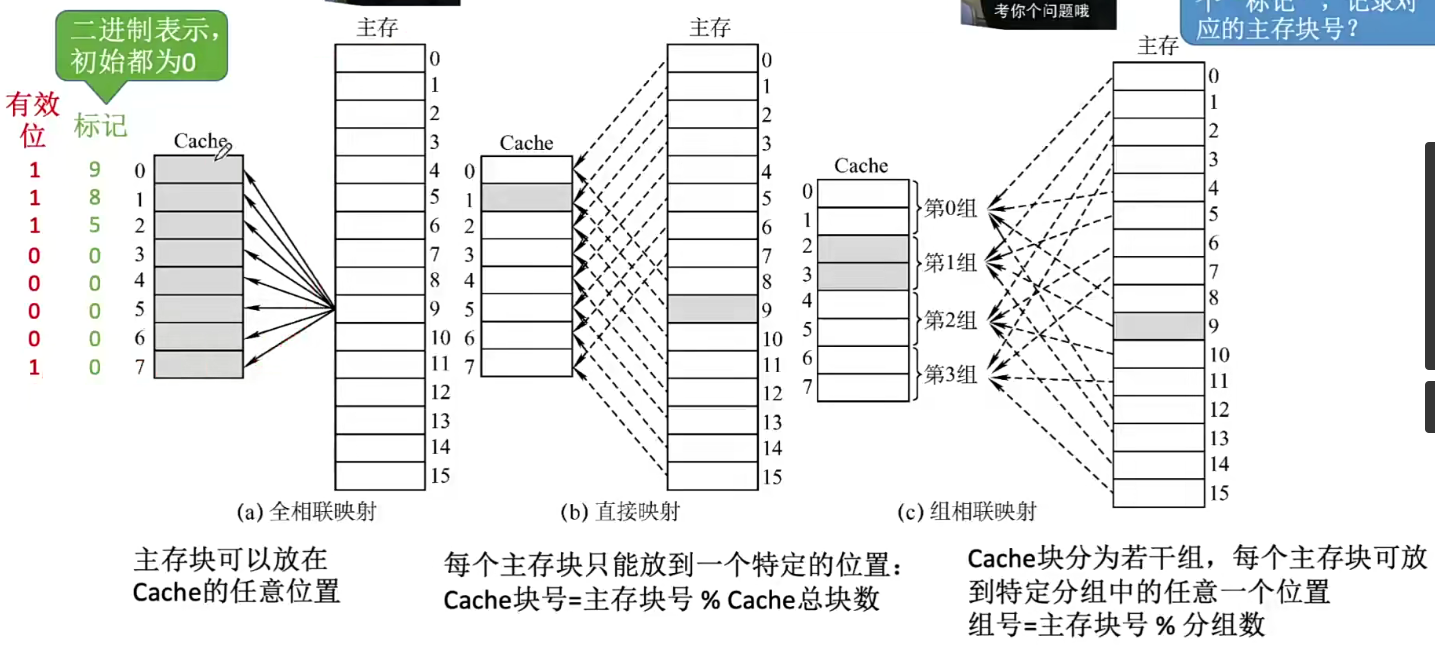 考你个问题哦
个“标记”，记录对
应的主存块号？
二进制表示，
初始都为0
有效
位
标记
1 9
1 8
1 5
0 0
0 0
0 0
0 0
1 0
Cache
0
1
2
3
4
5
6
7
主存
0
1
2
3
4
5
6
7
8
9
10
11
12
13
14
15
(a) 全相联映射
主存块可以放在
Cache的任意位置
Cache
0
1
2
3
4
5
6
7
主存
0
1
2
3
4
5
6
7
8
9
10
11
12
13
14
15
(b) 直接映射
每个主存块只能放到一个特定的位置：
Cache块号=主存块号 % Cache总块数
Cache
0
1
2
3
4
5
6
7
第0组
第1组
第2组
第3组
主存
0
1
2
3
4
5
6
7
8
9
10
11
12
13
14
15
(c) 组相联映射
Cache块分为若干组，每个主存块可放
到特定分组中的任意一个位置
组号=主存块号 % 分组数